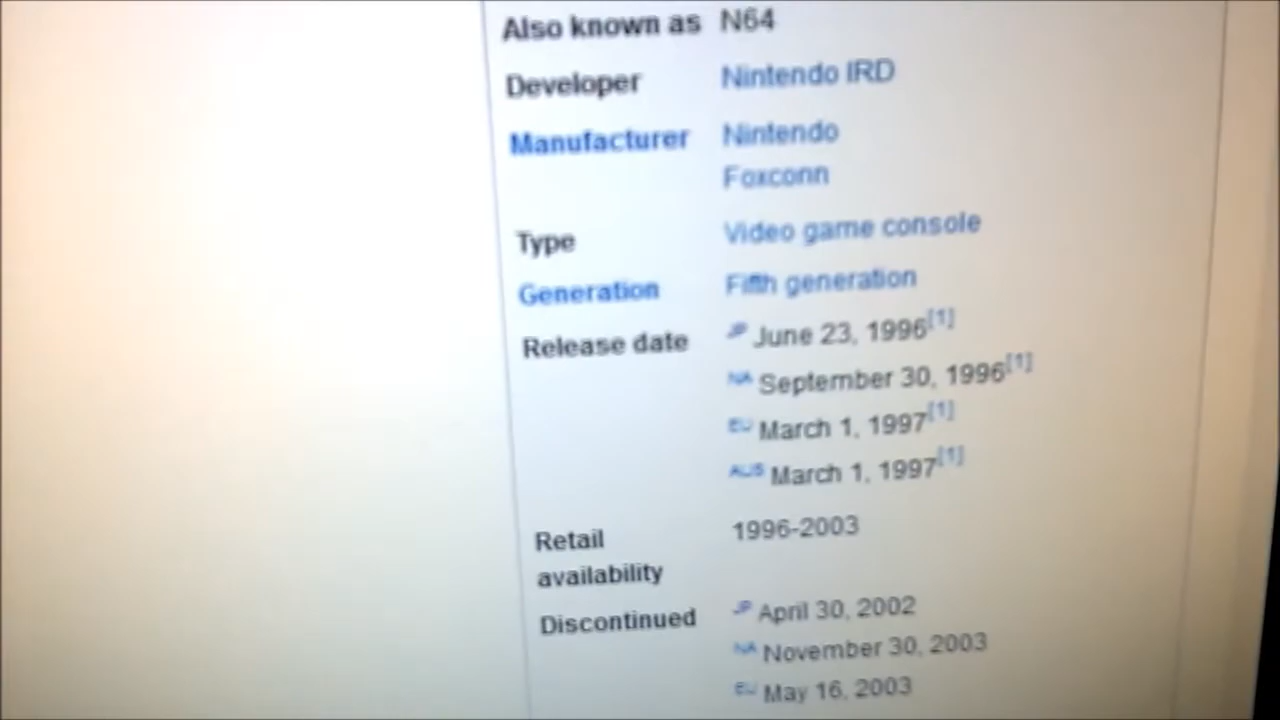 Also known as N64
Developer Nintendo IRD
Manufacturer Nintendo
Foxconn
Type Video game console
Generation Fifth generation
Release date JP June 23, 1996[1]
NA September 30, 1996[1]
EU March 1, 1997[1]
AUS March 1, 1997[1]
Retail 1996-2003
availability
Discontinued JP April 30, 2002
NA November 30, 2003
EU May 16, 2003